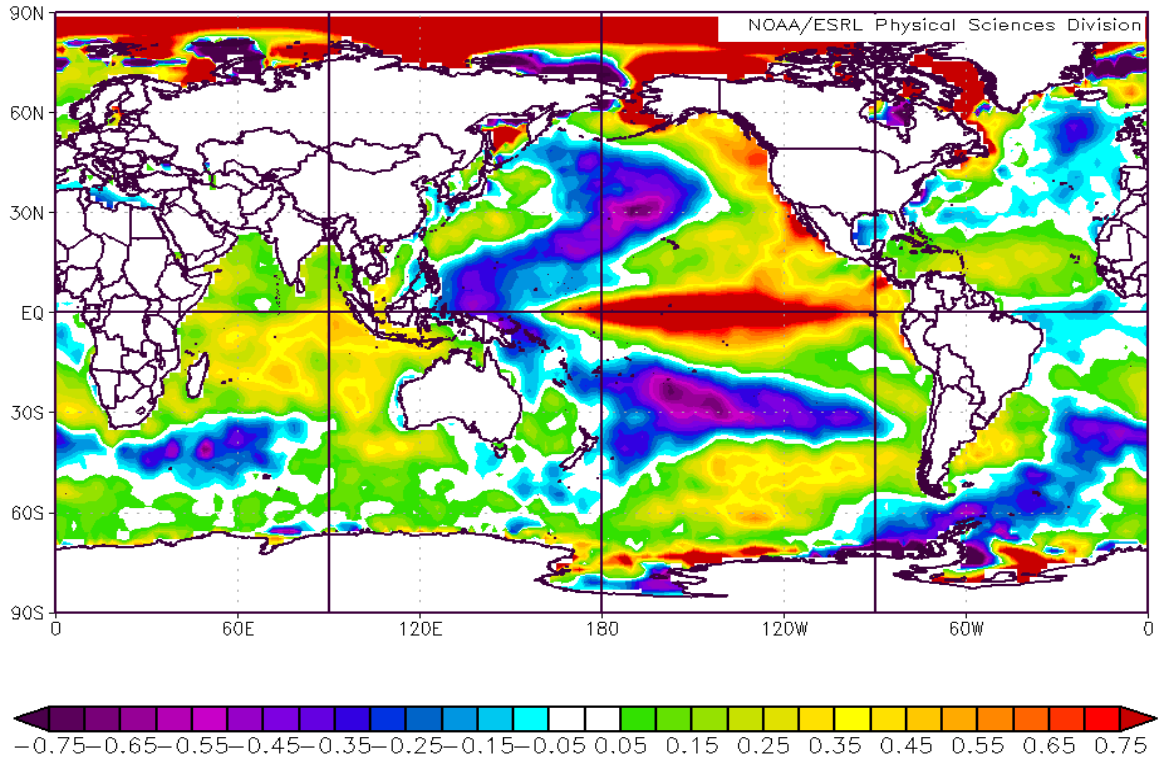 90N
NOAA/ESRL Physical Sciences Division
60N
30N
EQ
30S
60S
90S
0 60E 120E 180 120W 60W 0
−0.75−0.65−0.55−0.45−0.35−0.25−0.15−0.05 0.05 0.15 0.25 0.35 0.45 0.55 0.65 0.75